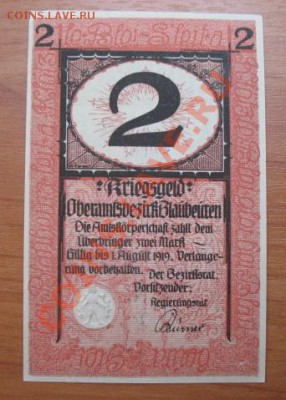 2 2
2
Kriegsgeld
Oberamtsbezirk Blaubeuren
Die Amtskörperschaft zahlt dem
Überbringer zwei Mark —
Gültig bis 1. August 1919. Verlange-
rung vorbehalten. Der Bezirksrat.
Vorsitzender:
Regierungsrat
COINS.LAVE.RU